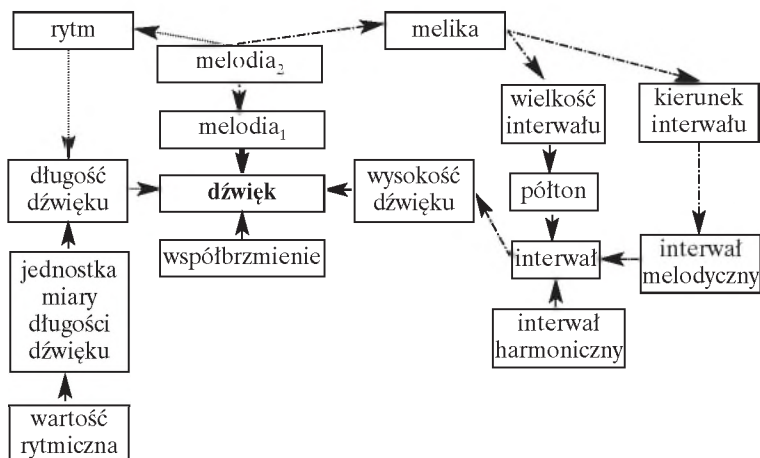 rytm
melika
melodia₂
melodia₁
wielkość
interwału
kierunek
interwału
długość
dźwięku
dźwięk
wysokość
dźwięku
półton
współbrzmienie
interwał
interwał
melodyczny
jednostka
miary
długości
dźwięku
interwał
harmoniczny
wartość
rytmiczna